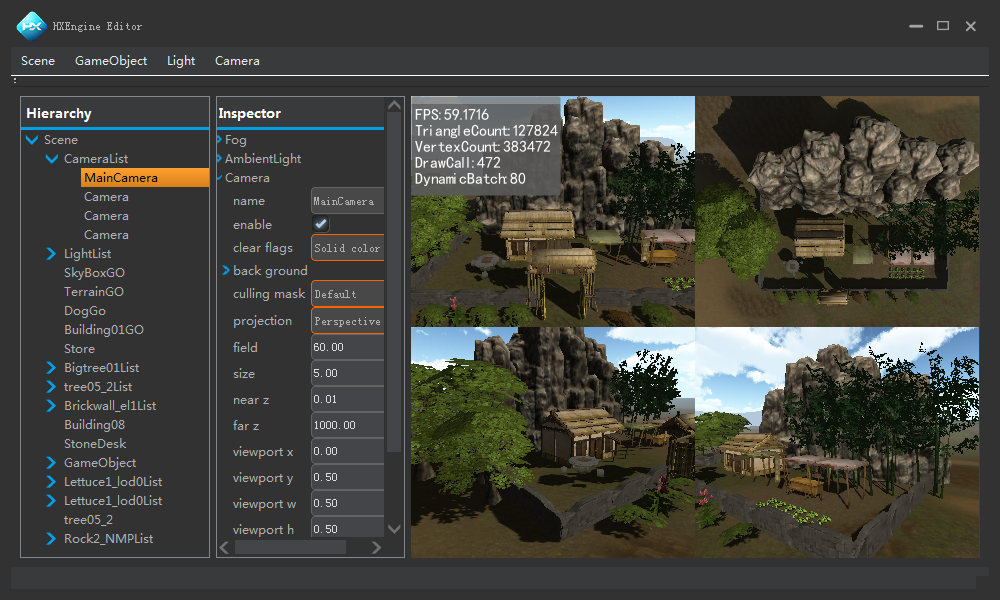 HX HXEngine Editor
Scene GameObject Light Camera
Hierarchy
Scene
CameraList
MainCamera
Camera
Camera
Camera
LightList
SkyBoxGO
TerrainGO
DogGo
Building01GO
Store
Bigtree01List
tree05_2List
Brickwall_el1List
Building08
StoneDesk
GameObject
Lettuce1_lod0List
Lettuce1_lod0List
tree05_2
Rock2_NMPList
Inspector
Fog
AmbientLight
Camera
name MainCamera
enable
clear flags Solid color
back ground
culling mask Default
projection Perspective
field 60.00
size 5.00
near z 0.01
far z 1000.00
viewport x 0.00
viewport y 0.50
viewport w 0.50
viewport h 0.50
FPS:59.1716
TriangleCount:127824
VertexCount:383472
DrawCall:472
DynamicBatch:80